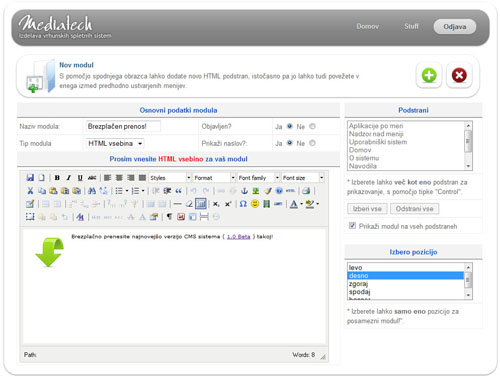 Mediatech
Izdelava vrhunskih spletnih sistem
Domov
Stuff
Odjava
Nov modul
S pomočjo spodnjega obrazca lahko dodate novo HTML podstran, istočasno pa jo lahko tudi povežete v
enega izmed predhodno ustvarjenih menijev.
Osnovni podatki modula
Naziv modula:
Brezplačen prenos!
Objavljen?
Ja
Ne
Tip modula
HTML vsebina
Prikaži naslov?
Ja
Ne
Prosim vnesite HTML vsebino za vaš modul
Styles
Format
Font family
Font size
Brezplačno prenesite najnovejšo verzijo CMS sistema ( 1.0 Beta ) takoj!
Path:
Words: 8
Podstrani
Aplikacije po meri
Nadzor nad meniji
Uporabniški sistem
Domov
O sistemu
Navodila
* Izberete lahko več kot eno podstran za
prikazovanje, s pomočjo tipke "Control".
Izberi vse
Odstrani vse
Prikaži modul na vseh podstraneh
Izbero pozicijo
levo
desno
zgoraj
spodaj
* Izberete lahko samo eno pozicijo za
posamezni modul!".